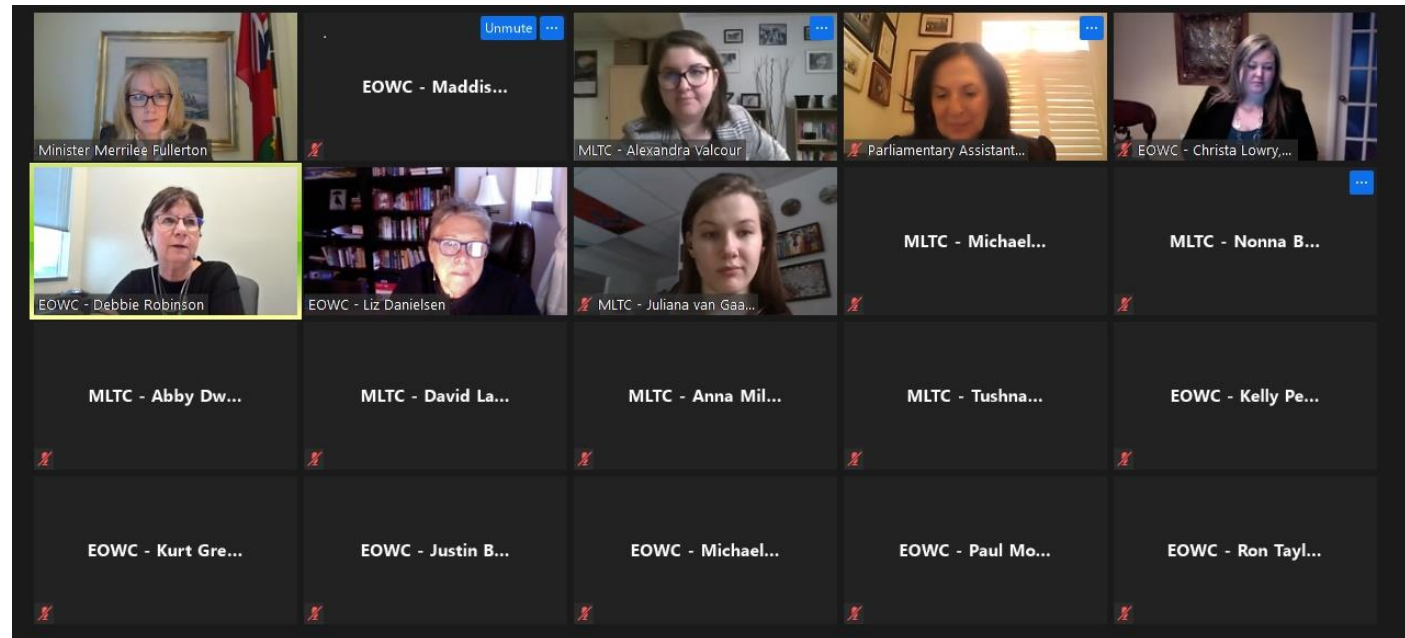 Minister Merrilee Fullerton
Unmute ...
EOWC - Maddis...
MLTC - Alexandra Valcour
...
Parliamentary Assistant...
...
EOWC - Christa Lowry,...
EOWC - Debbie Robinson
EOWC - Liz Danielsen
MLTC - Juliana van Gaa...
MLTC - Michael...
MLTC - Nonna B...
...
MLTC - Abby Dw...
MLTC - David La...
MLTC - Anna Mil...
MLTC - Tushna...
EOWC - Kelly Pe...
EOWC - Kurt Gre...
EOWC - Justin B...
EOWC - Michael...
EOWC - Paul Mo...
EOWC - Ron Tayl...